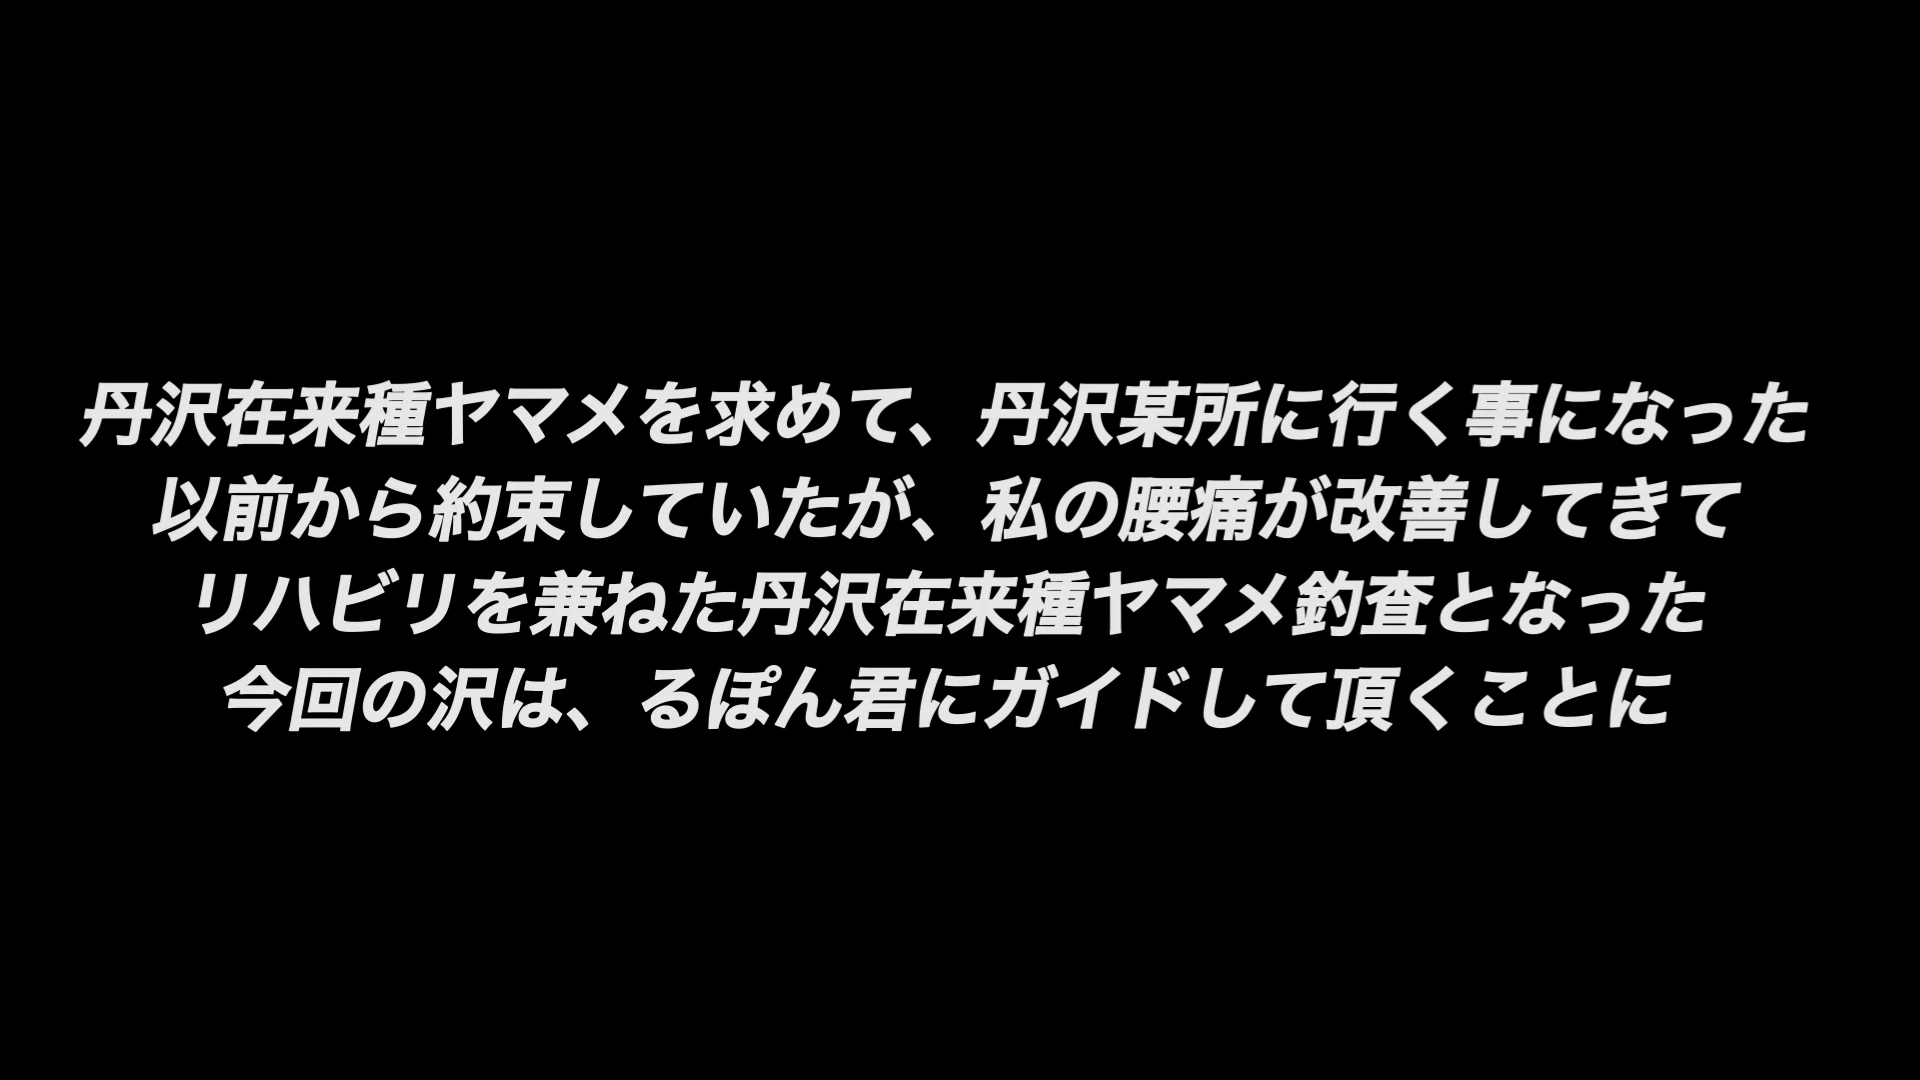 丹沢在来種ヤマメを求めて、丹沢某所に行く事になった
以前から約束していたが、私の腰痛が改善してきて
リハビリを兼ねた丹沢在来種ヤマメ釣査となった
今回の沢は、るぽん君にガイドして頂くことに